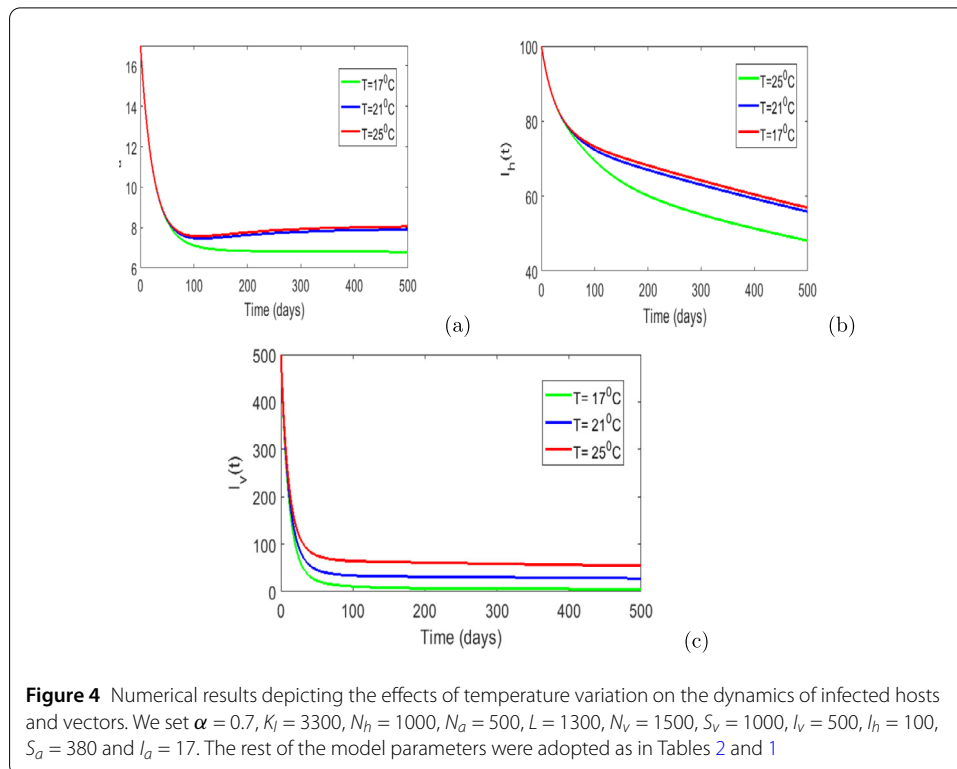 16
14
12
10
8
6
0
100
200
300
400
500
T=17⁰C
T=21⁰C
T=25⁰C
Time (days)
(a)
100
80
60
40
0
100
200
300
400
500
I_h(t)
T=25⁰C
T=21⁰C
T=17⁰C
Time (days)
(b)
500
400
300
200
100
0
0
100
200
300
400
500
I_v(t)
T= 17⁰C
T= 21⁰C
T= 25⁰C
Time (days)
(c)
Figure 4 Numerical results depicting the effects of temperature variation on the dynamics of infected hosts
and vectors. We set α = 0.7, K_l = 3300, N_h = 1000, N_a = 500, L = 1300, N_v = 1500, S_v = 1000, I_v = 500, I_h = 100,
S_a = 380 and I_a = 17. The rest of the model parameters were adopted as in Tables 2 and 1